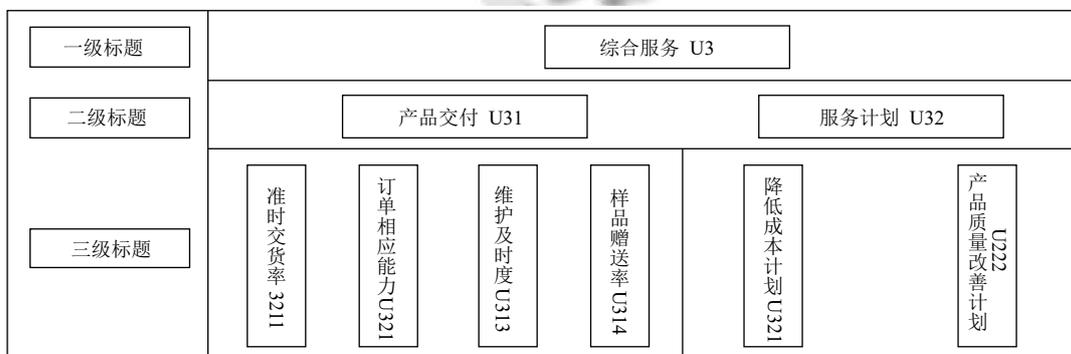 一级标题
综合服务 U3
二级标题
产品交付 U31
服务计划 U32
三级标题
准时交货率 3211
订单相应能力U321
维护及时度U313
样品赠送率U314
降低成本计划U321
产品质量改善计划
U222